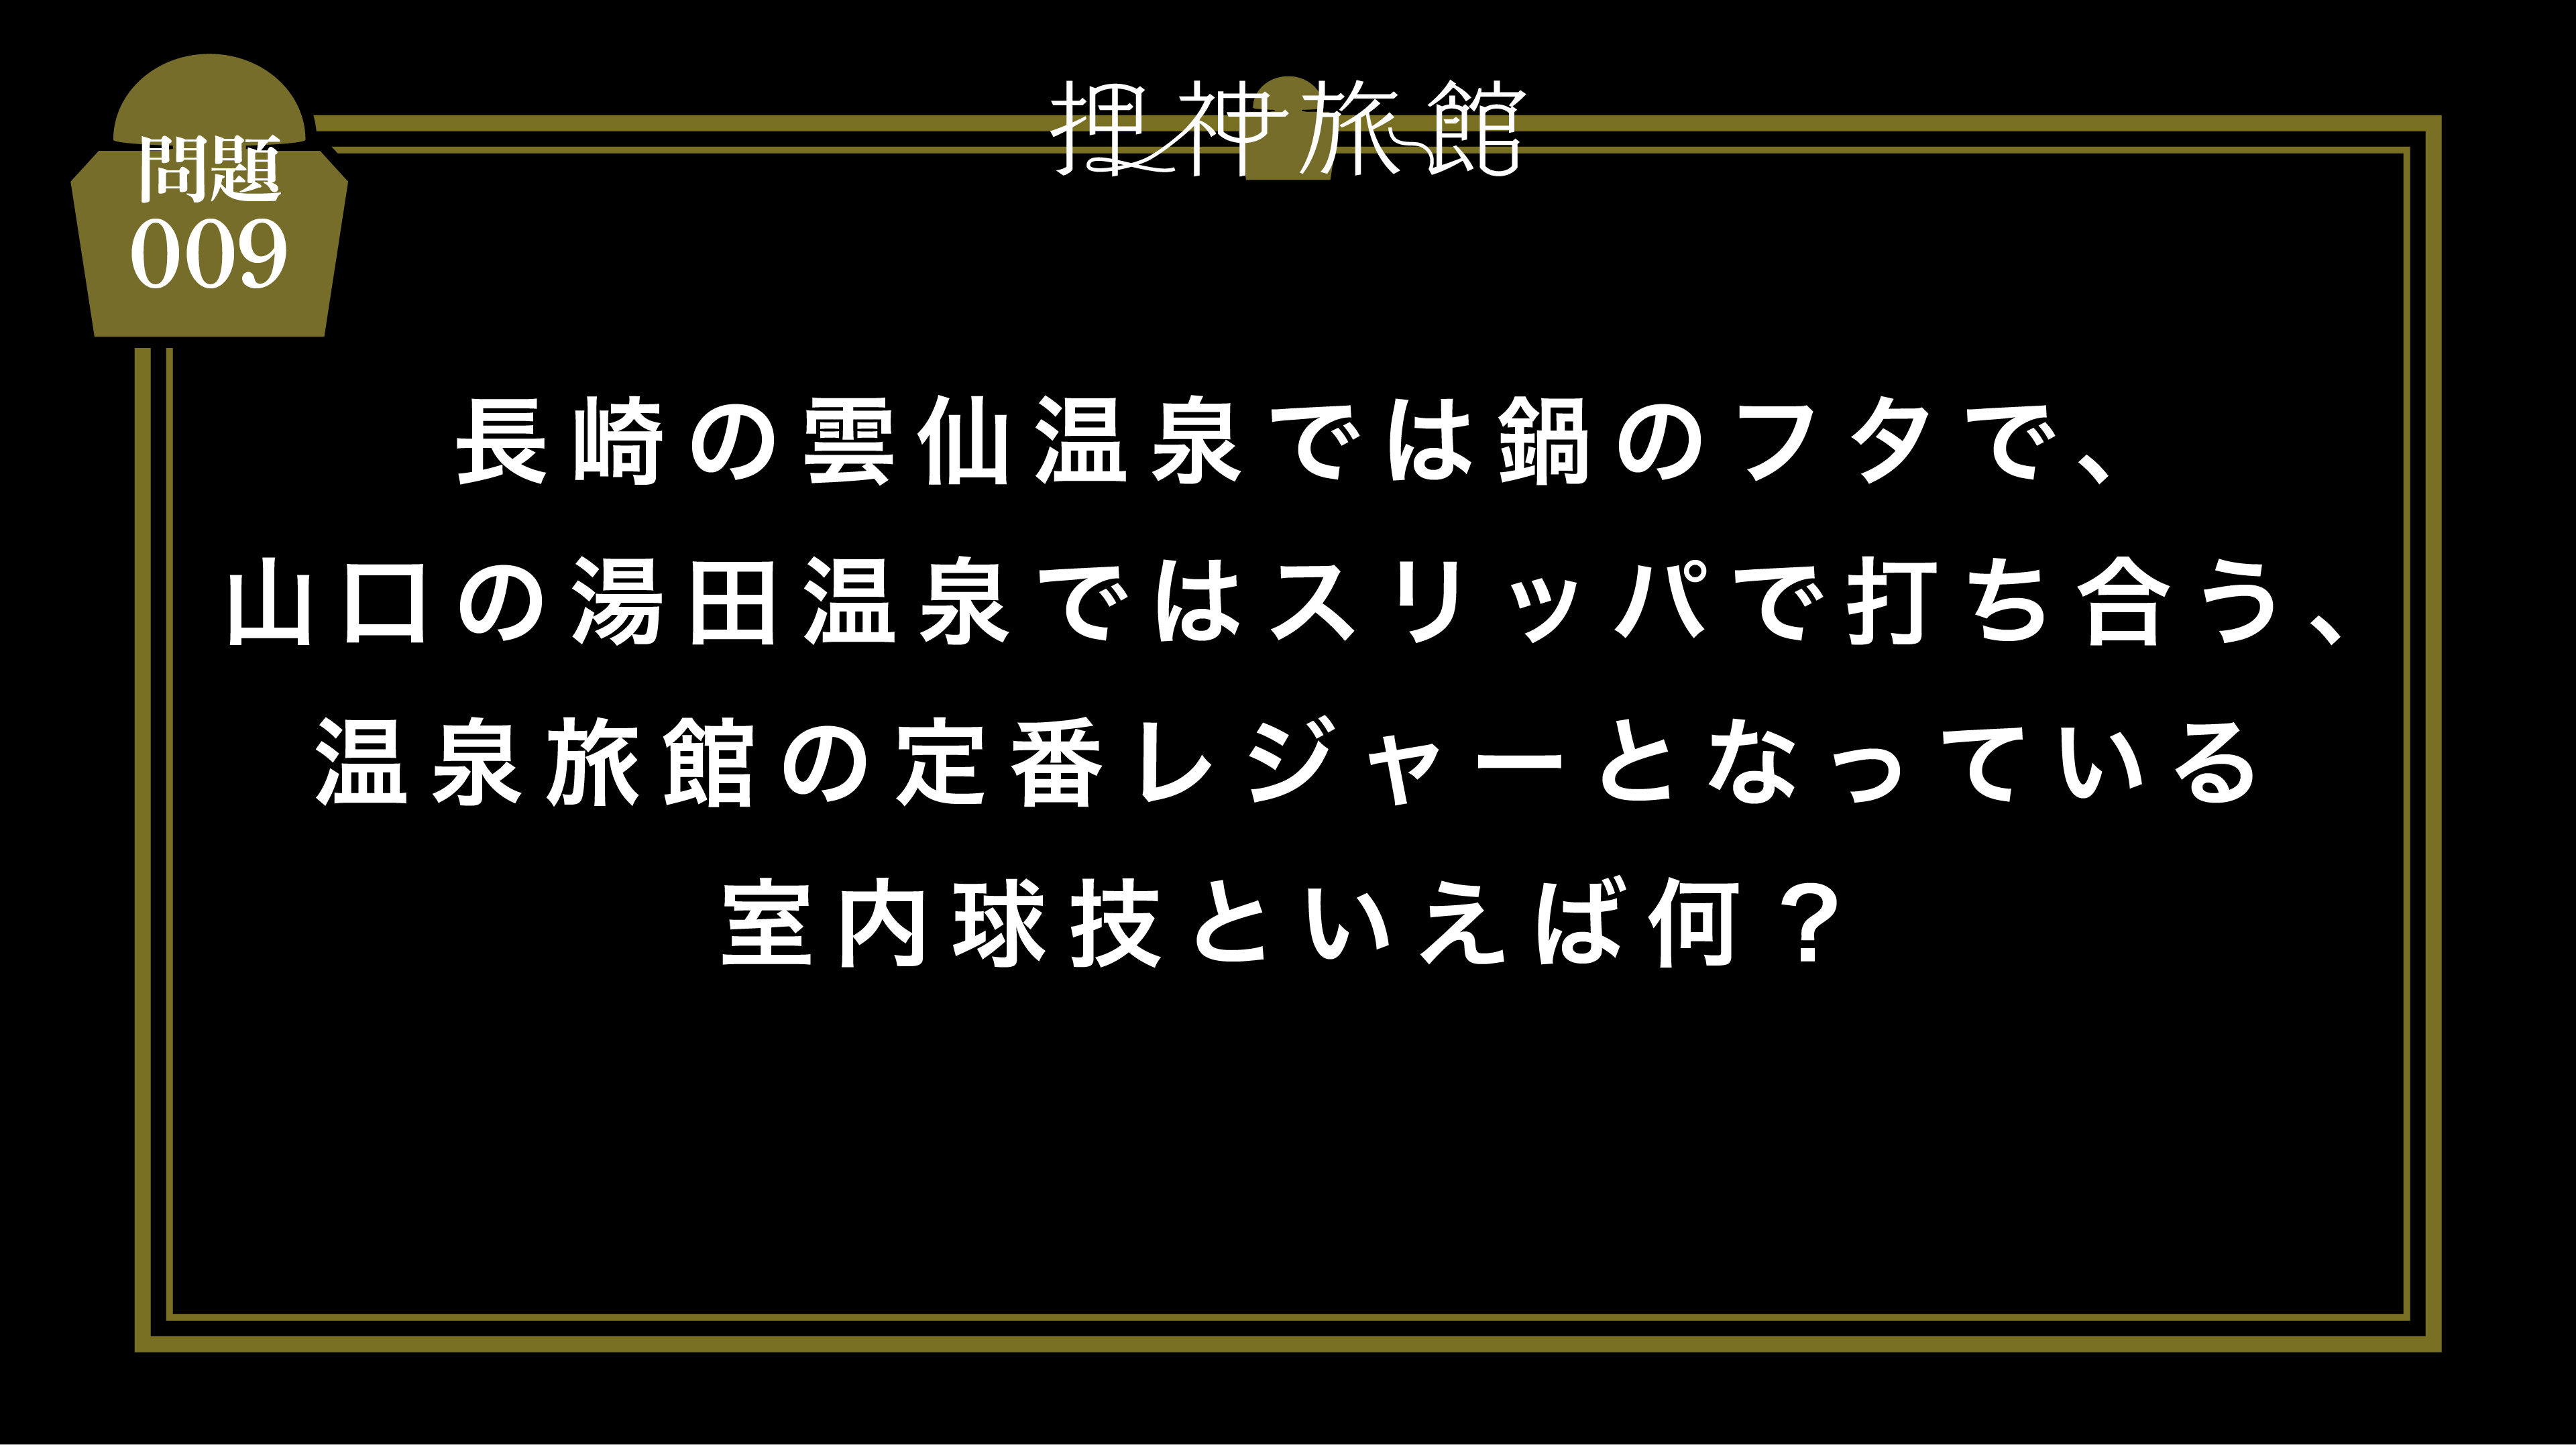 問題
009
押神旅館
長崎の雲仙温泉では鍋のフタで、
山口の湯田温泉ではスリッパで打ち合う、
温泉旅館の定番レジャーとなっている
室内球技といえば何？